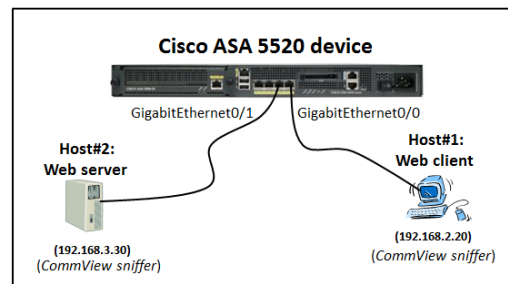 Cisco ASA 5520 device
GigabitEthernet0/1
GigabitEthernet0/0
Host#2:
Web server
Host#1:
Web client
(192.168.3.30)
(CommView sniffer)
(192.168.2.20)
(CommView sniffer)